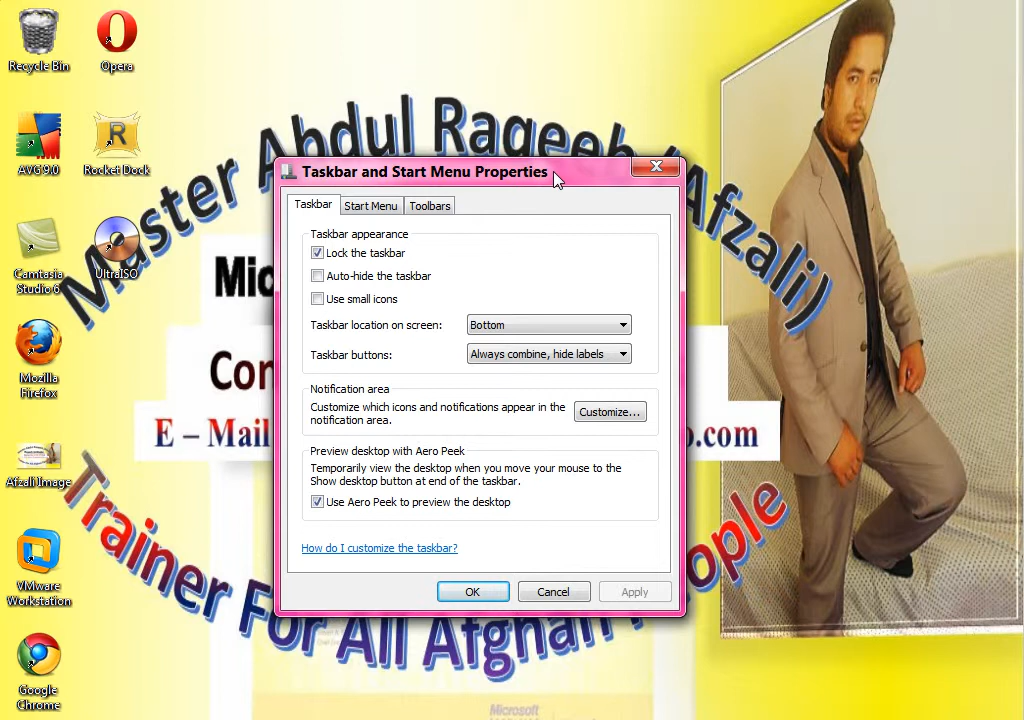 Recycle Bin
Opera
AVG 9.0
Rocket Dock
Camtasia
Studio 6
UltraISO
Mozilla
Firefox
Afzali Image
VMware
Workstation
Google
Chrome
Master Abdul Raqeeb (Afzali)
Mic
Con
E – Mail
o.com
Trainer For All Afghan People
Microsoft
Taskbar and Start Menu Properties
Taskbar
Start Menu
Toolbars
Taskbar appearance
Lock the taskbar
Auto-hide the taskbar
Use small icons
Taskbar location on screen:
Bottom
Taskbar buttons:
Always combine, hide labels
Notification area
Customize which icons and notifications appear in the
notification area.
Customize...
Preview desktop with Aero Peek
Temporarily view the desktop when you move your mouse to the
Show desktop button at end of the taskbar.
Use Aero Peek to preview the desktop
How do I customize the taskbar?
OK
Cancel
Apply